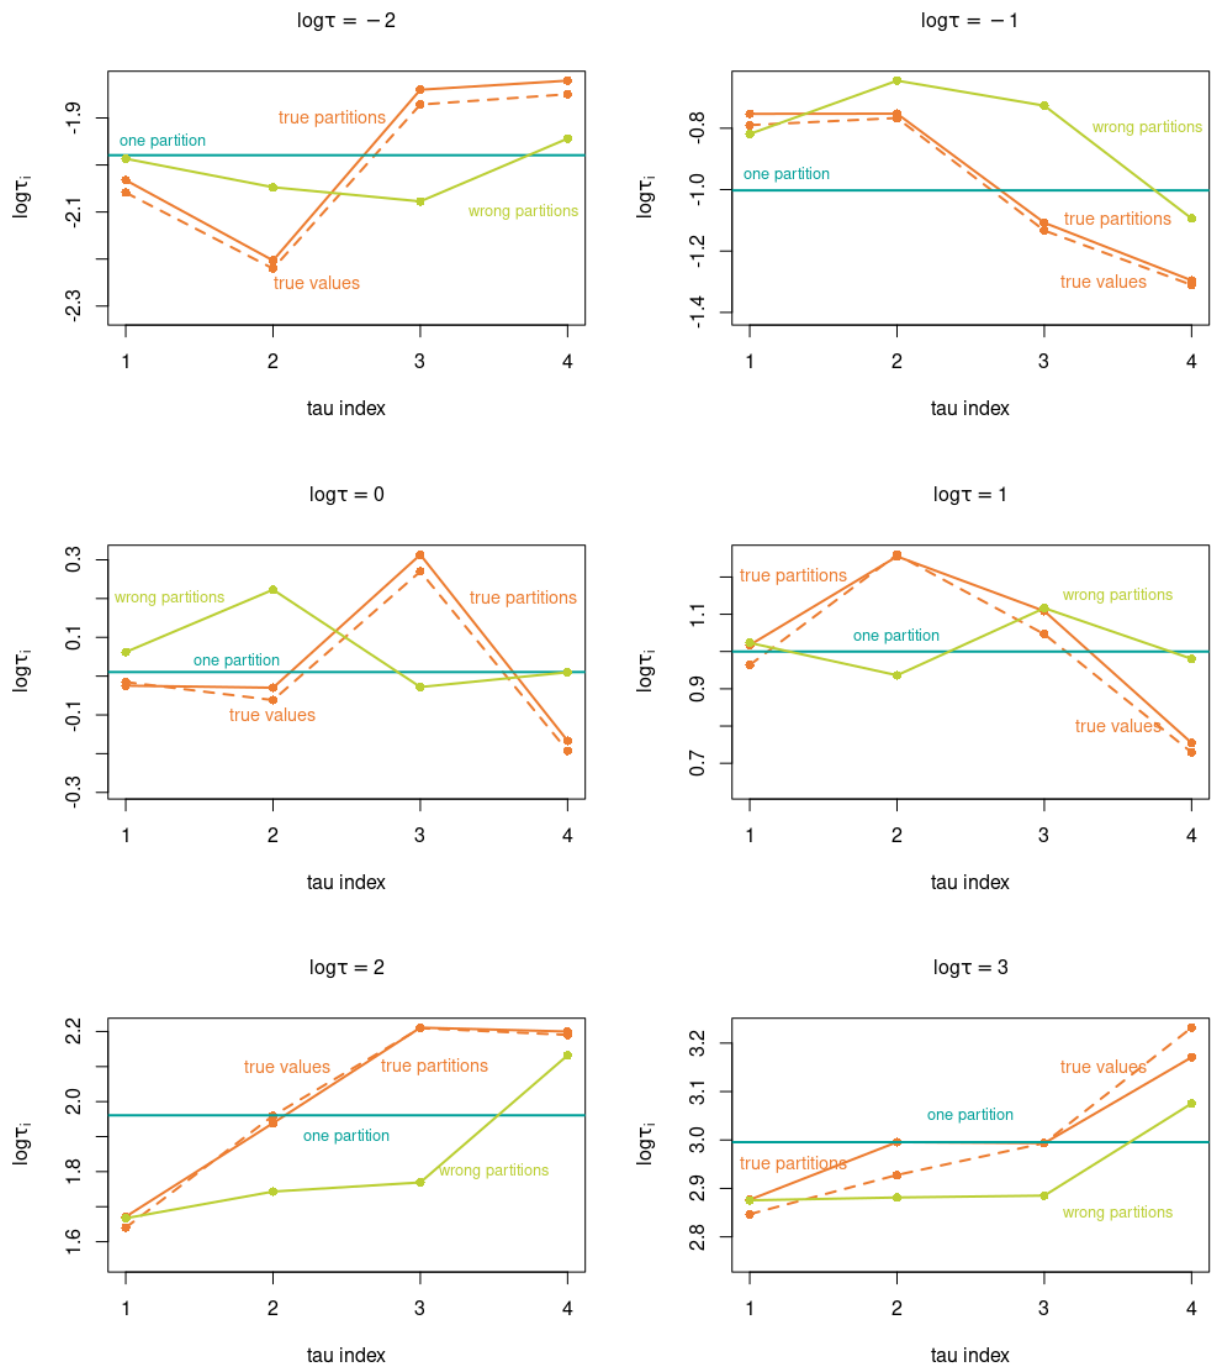 logτ = −2
-1.9
-2.1
-2.3
logτi
true partitions
one partition
wrong partitions
true values
1 2 3 4
tau index
logτ = −1
-0.8
-1.0
-1.2
-1.4
logτi
wrong partitions
one partition
true partitions
true values
1 2 3 4
tau index
logτ = 0
0.3
0.1
-0.1
-0.3
logτi
wrong partitions
true partitions
one partition
true values
1 2 3 4
tau index
logτ = 1
1.1
0.9
0.7
logτi
true partitions
wrong partitions
one partition
true values
1 2 3 4
tau index
logτ = 2
2.2
2.0
1.8
1.6
logτi
true values
true partitions
one partition
wrong partitions
1 2 3 4
tau index
logτ = 3
3.2
3.1
3.0
2.9
2.8
logτi
true values
one partition
true partitions
wrong partitions
1 2 3 4
tau index